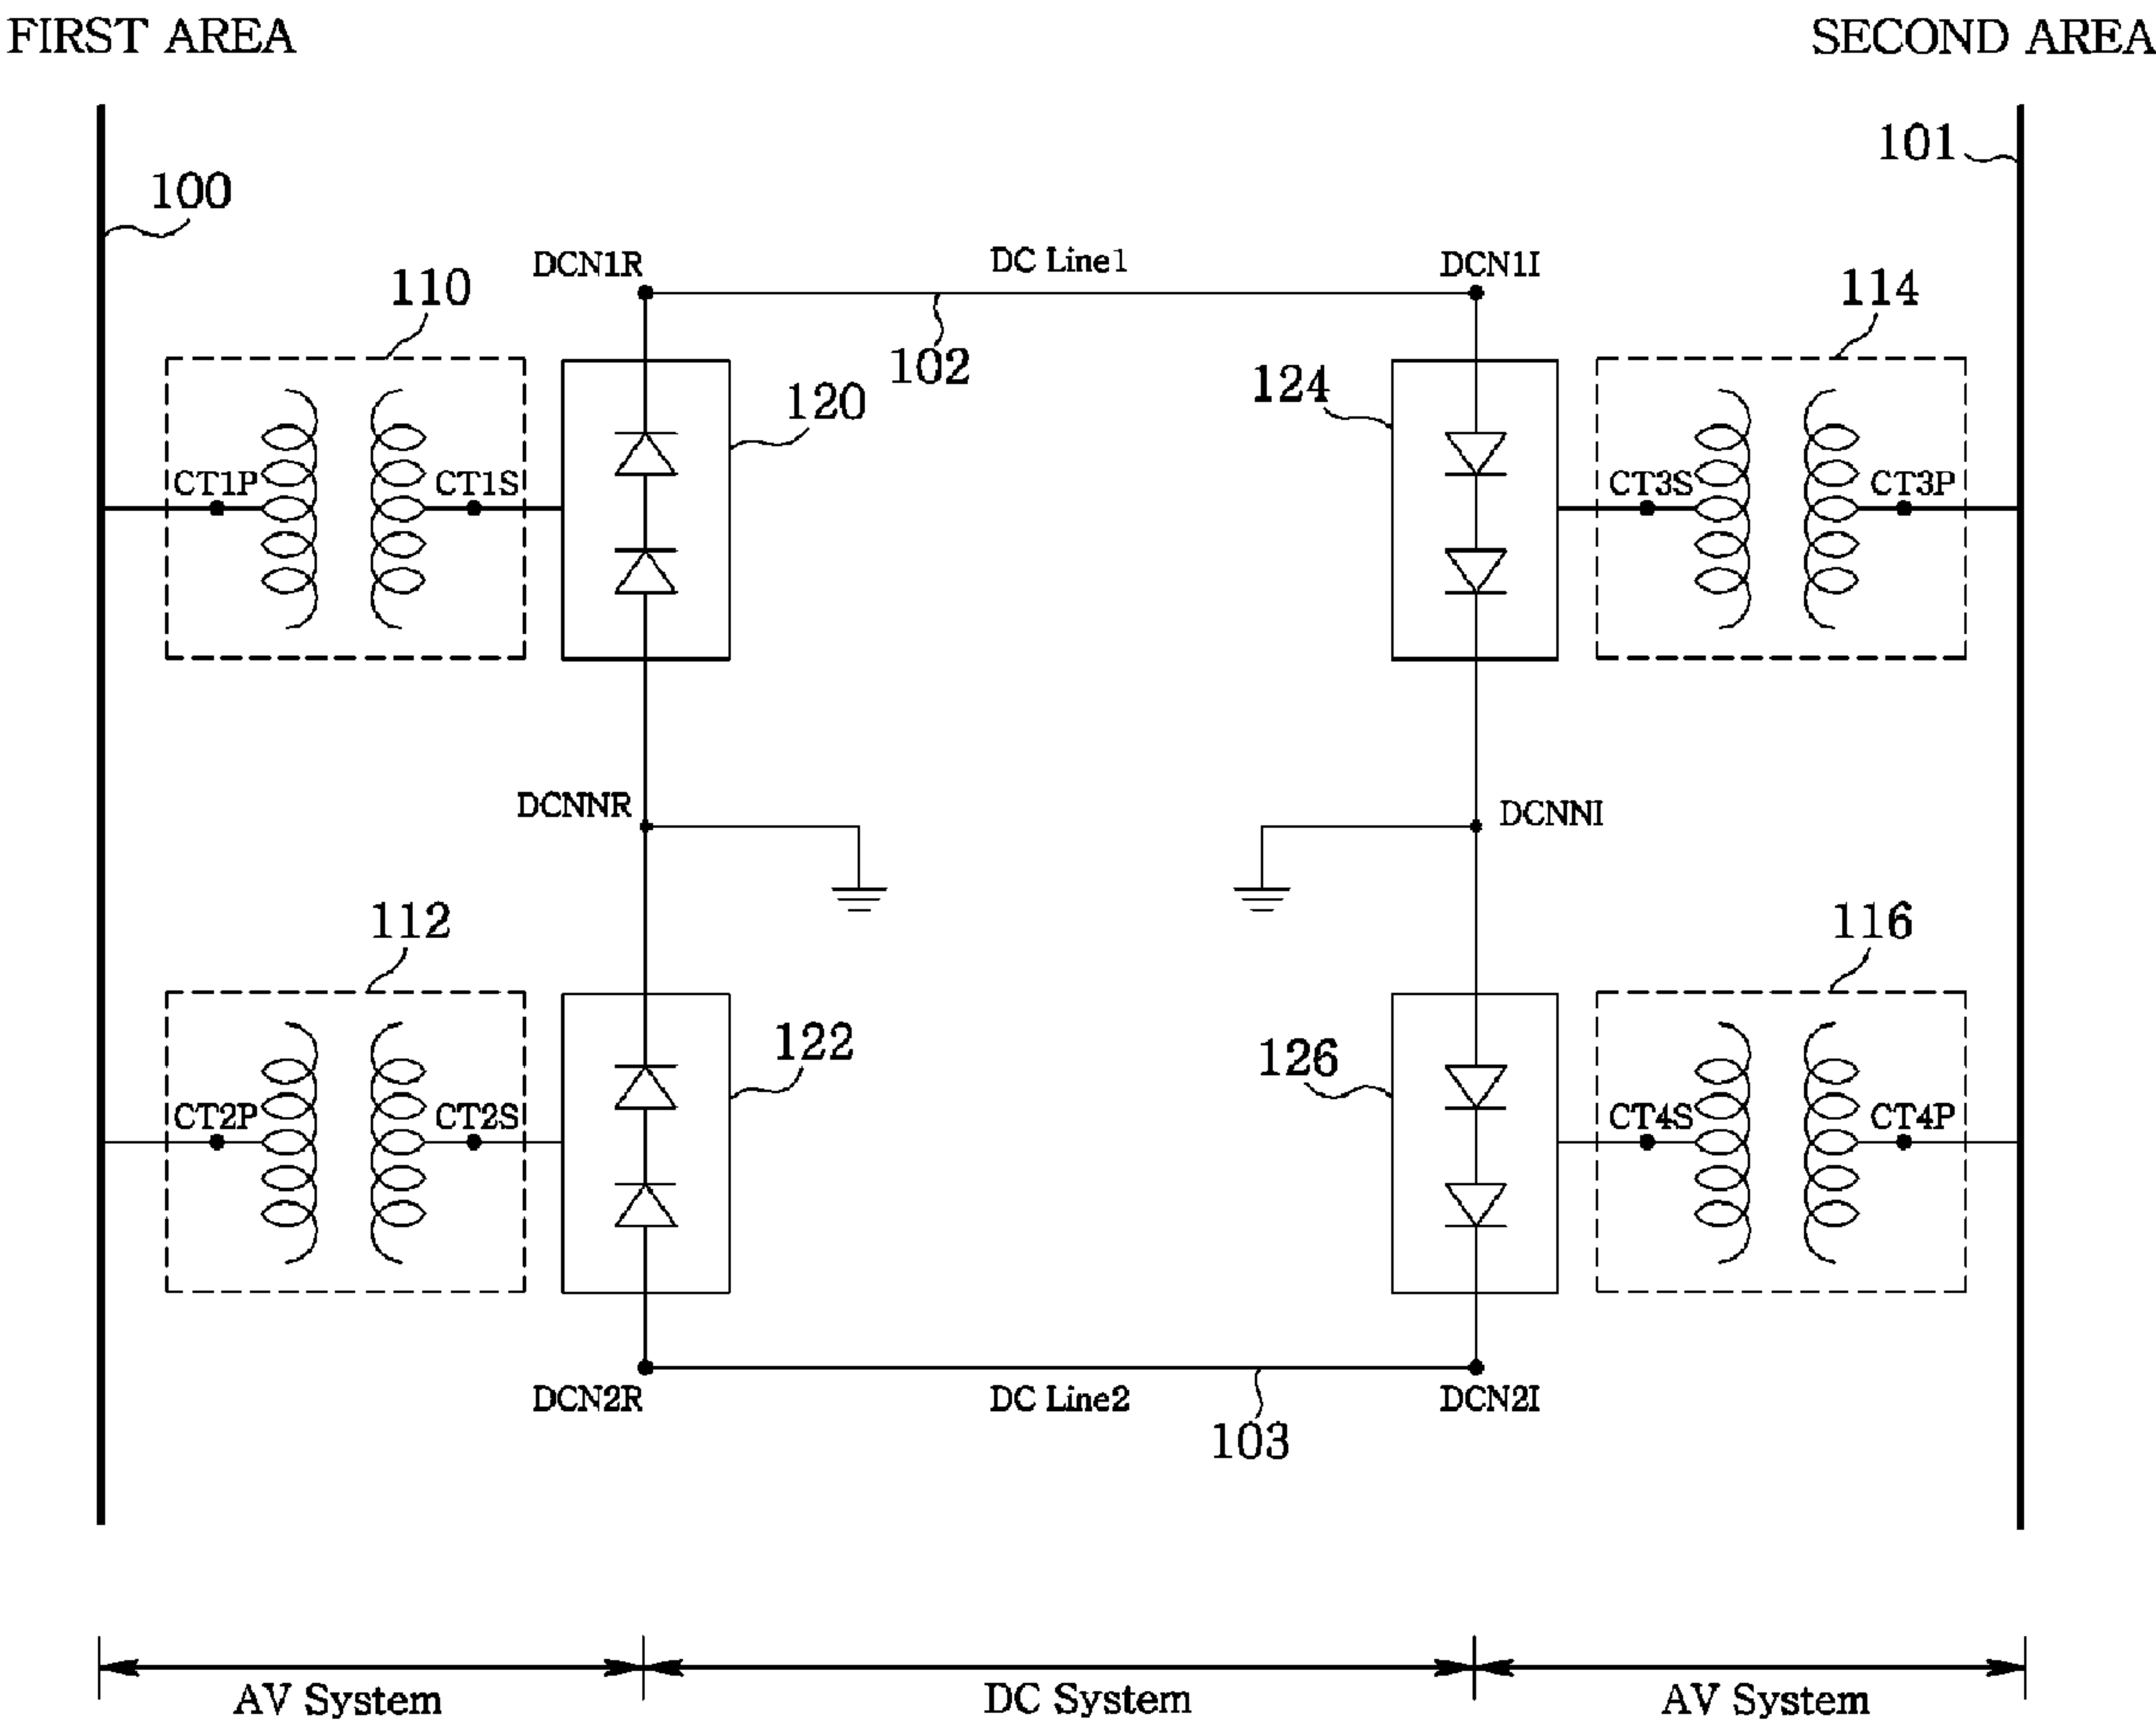 FIRST AREA
SECOND AREA
101
100
DCN1R
DC Line1
DCN1I
110
114
102
120
124
CT1P
CT1S
CT3S
CT3P
DCNNR
DCNNI
112
116
122
126
CT2P
CT2S
CT4S
CT4P
DCN2R
DC Line2
DCN2I
103
AV System
DC System
AV System